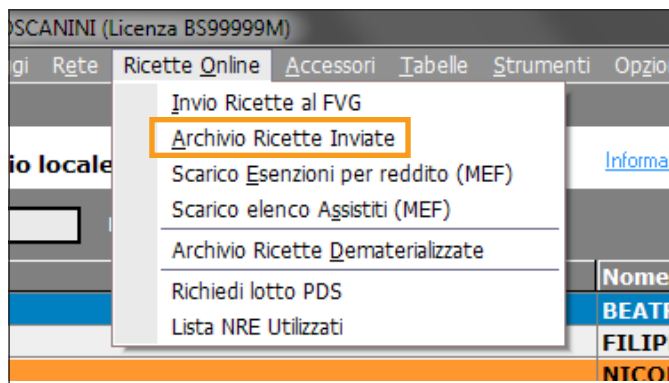 OSCANINI (Licenza BS99999M)
ggi Rete Ricette Online Accessori Tabelle Strumenti Opzio
Invio Ricette al FVG
Archivio Ricette Inviate
io locale
Informa
Scarico Esenzioni per reddito (MEF)
Scarico elenco Assistiti (MEF)
Archivio Ricette Dematerializzate
Richiedi lotto PDS
Nome
BEATR
Lista NRE Utilizzati
FILIP
NICO